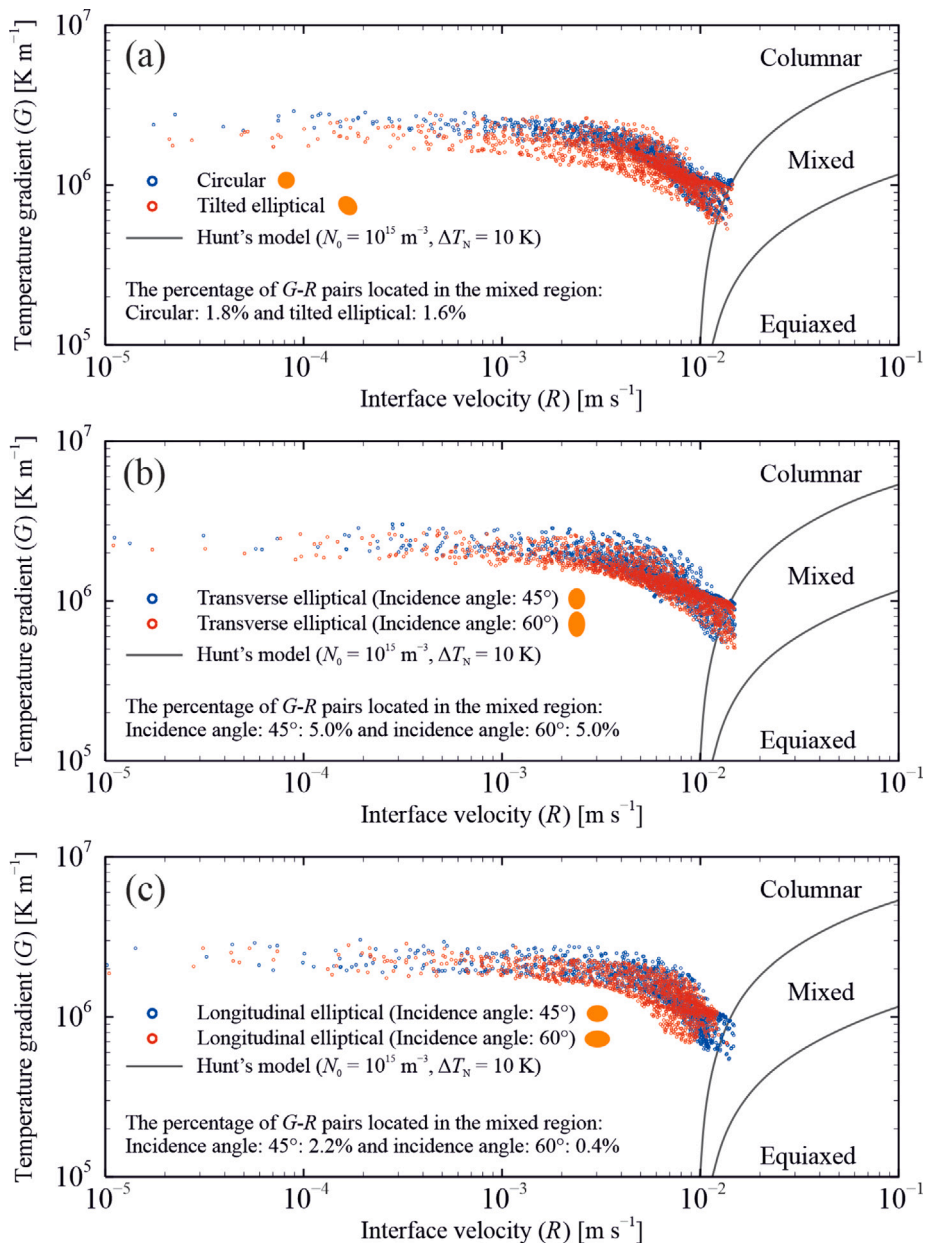 (a)
Temperature gradient (G) [K m⁻¹]
10⁷
10⁶
10⁵
Columnar
Mixed
Equiaxed
Circular
Tilted elliptical
Hunt's model (N₀ = 10¹⁵ m⁻³, ΔT_N = 10 K)
The percentage of G-R pairs located in the mixed region:
Circular: 1.8% and tilted elliptical: 1.6%
10⁻⁵ 10⁻⁴ 10⁻³ 10⁻² 10⁻¹
Interface velocity (R) [m s⁻¹]
(b)
Temperature gradient (G) [K m⁻¹]
10⁷
10⁶
10⁵
Columnar
Mixed
Equiaxed
Transverse elliptical (Incidence angle: 45°)
Transverse elliptical (Incidence angle: 60°)
Hunt's model (N₀ = 10¹⁵ m⁻³, ΔT_N = 10 K)
The percentage of G-R pairs located in the mixed region:
Incidence angle: 45°: 5.0% and incidence angle: 60°: 5.0%
10⁻⁵ 10⁻⁴ 10⁻³ 10⁻² 10⁻¹
Interface velocity (R) [m s⁻¹]
(c)
Temperature gradient (G) [K m⁻¹]
10⁷
10⁶
10⁵
Columnar
Mixed
Equiaxed
Longitudinal elliptical (Incidence angle: 45°)
Longitudinal elliptical (Incidence angle: 60°)
Hunt's model (N₀ = 10¹⁵ m⁻³, ΔT_N = 10 K)
The percentage of G-R pairs located in the mixed region:
Incidence angle: 45°: 2.2% and incidence angle: 60°: 0.4%
10⁻⁵ 10⁻⁴ 10⁻³ 10⁻² 10⁻¹
Interface velocity (R) [m s⁻¹]